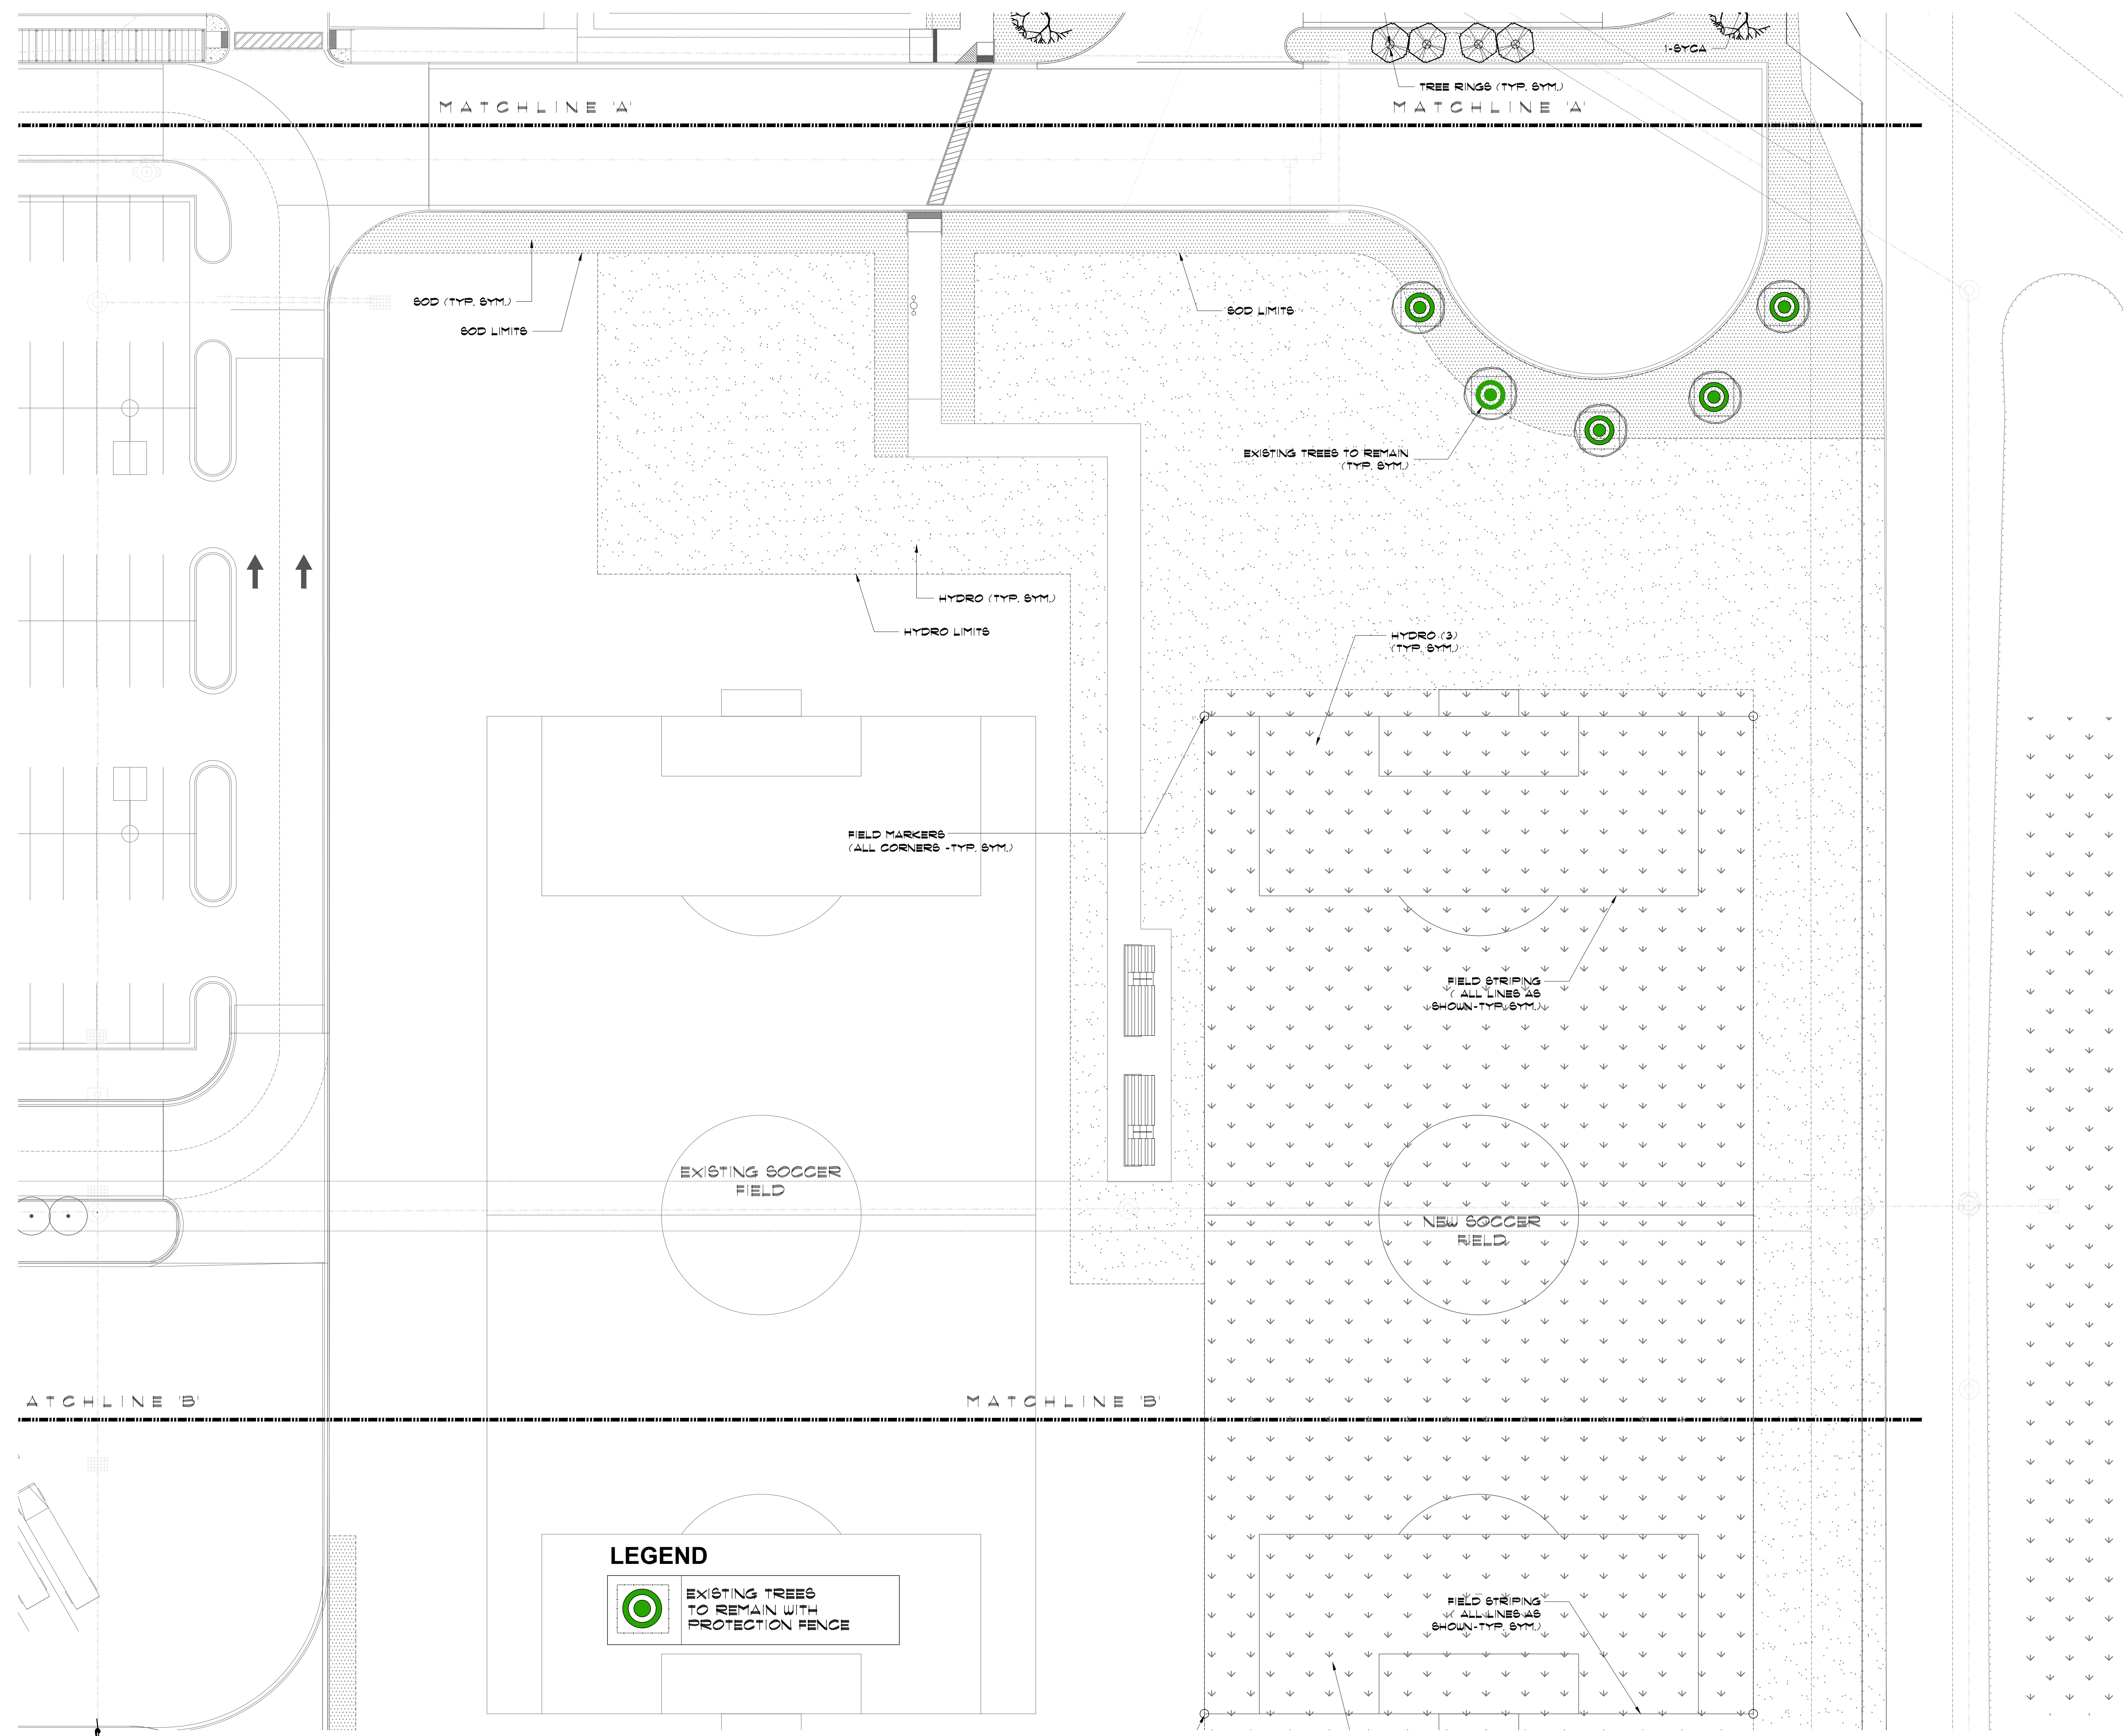 1-SYCA
TREE RINGS (TYP. SYM.)
MATCHLINE 'A'
MATCHLINE 'A'
SOD (TYP. SYM.)
SOD LIMITS
SOD LIMITS
EXISTING TREES TO REMAIN
(TYP. SYM.)
HYDRO (TYP. SYM.)
HYDRO LIMITS
HYDRO (3)
(TYP. SYM.)
FIELD MARKERS
(ALL CORNERS -TYP. SYM.)
FIELD STRIPING
( ALL LINES AS
SHOWN-TYP. SYM.)
EXISTING SOCCER
FIELD
NEW SOCCER
FIELD
ATCHLINE 'B'
MATCHLINE 'B'
LEGEND
EXISTING TREES
TO REMAIN WITH
PROTECTION FENCE
FIELD STRIPING
( ALL LINES AS
SHOWN-TYP. SYM.)